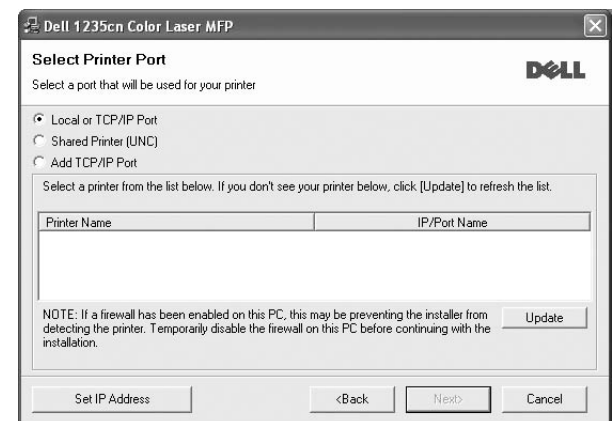 Dell 1235cn Color Laser MFP
Select Printer Port
Select a port that will be used for your printer
DELL
Local or TCP/IP Port
Shared Printer (UNC)
Add TCP/IP Port
Select a printer from the list below. If you don't see your printer below, click [Update] to refresh the list.
Printer Name IP/Port Name
NOTE: If a firewall has been enabled on this PC, this may be preventing the installer from
detecting the printer. Temporarily disable the firewall on this PC before continuing with the
installation.
Update
Set IP Address <Back Next> Cancel